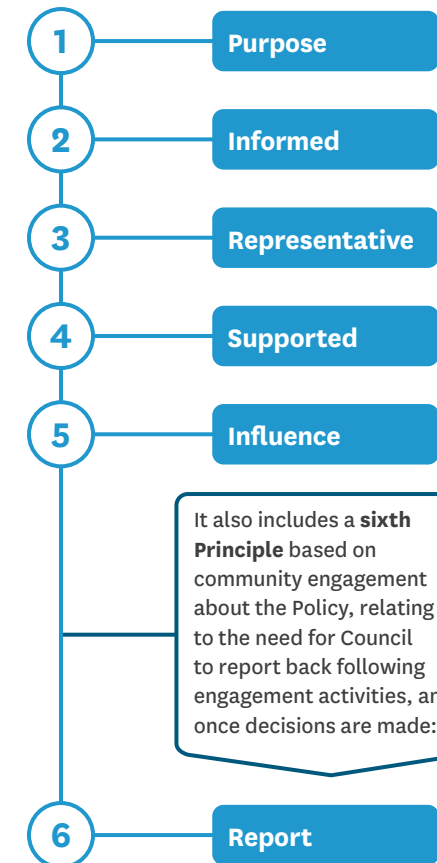 1 Purpose
2 Informed
3 Representative
4 Supported
5 Influence
It also includes a sixth
Principle based on
community engagement
about the Policy, relating
to the need for Council
to report back following
engagement activities,
once decisions are made:
6 Report